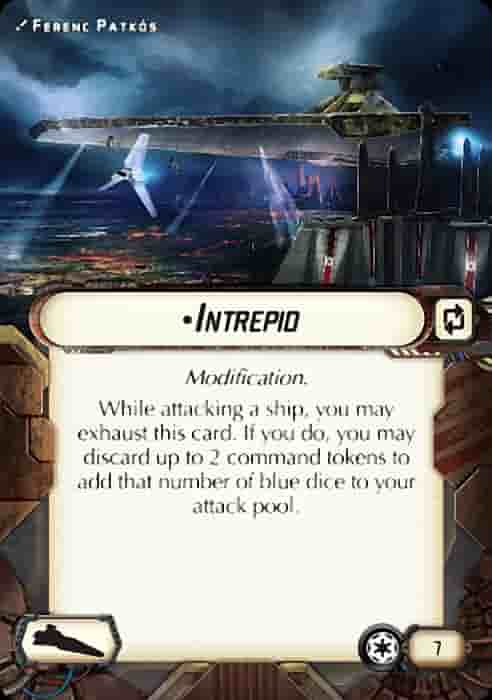 Ferenc Patkós
•Intrepid
Modification.
While attacking a ship, you may
exhaust this card. If you do, you may
discard up to 2 command tokens to
add that number of blue dice to your
attack pool.
7